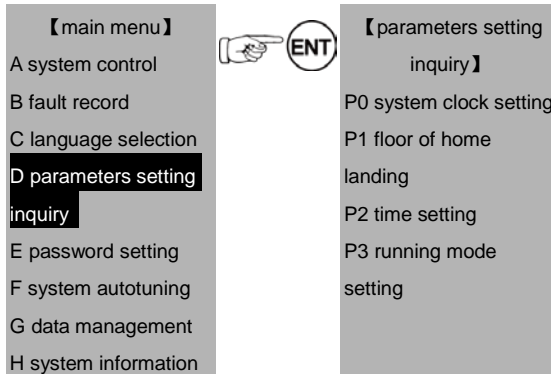 【main menu】
A system control
B fault record
C language selection
D parameters setting
inquiry
E password setting
F system autotuning
G data management
H system information
ENT
【parameters setting
inquiry】
P0 system clock setting
P1 floor of home
landing
P2 time setting
P3 running mode
setting